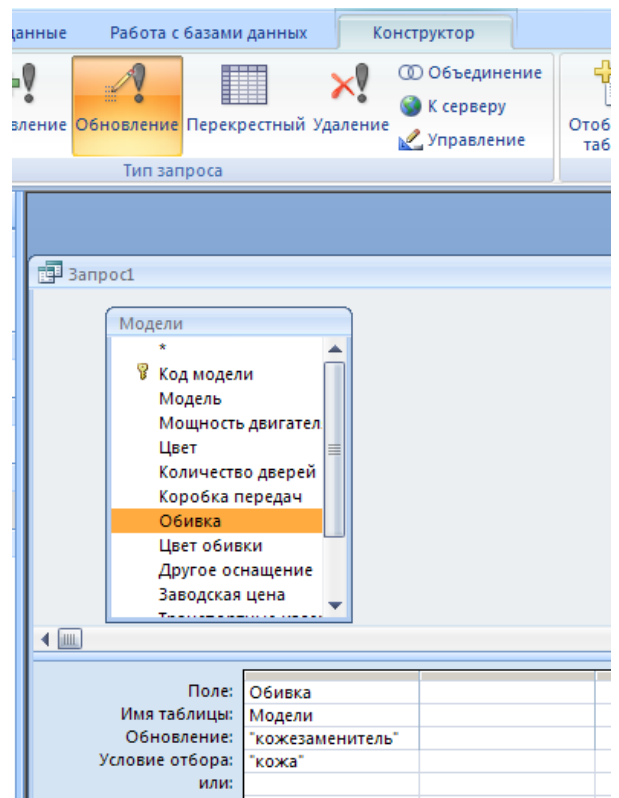 данные Работа с базами данных Конструктор
Объединение
К серверу
вление Обновление Перекрестный Удаление
Управление
Отоб
таб
Тип запроса
Запрос1
Модели
*
Код модели
Модель
Мощность двигател
Цвет
Количество дверей
Коробка передач
Обивка
Цвет обивки
Другое оснащение
Заводская цена
Поле: Обивка
Имя таблицы: Модели
Обновление: "кожезаменитель"
Условие отбора: "кожа"
или: